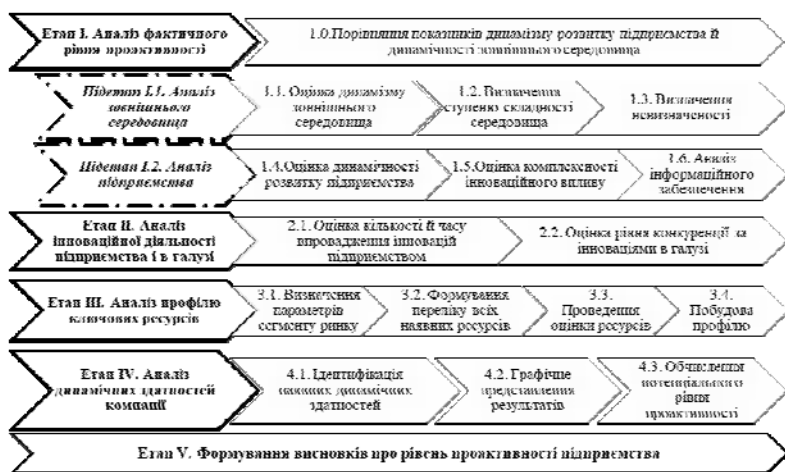 Етап I. Аналіз фактичного
рівня проактивності
1.0.Порівняння показників динамізму розвитку підприємства й
динамічності зовнішнього середовища
Підетап I.1. Аналіз
зовнішнього
середовища
1.1. Оцінка динамізму
зовнішнього
середовища
1.2. Визначення
ступеню складності
середовища
1.3. Визначення
невизначеності
Підетап I.2. Аналіз
підприємства
1.4.Оцінка динамічності
розвитку підприємства
1.5.Оцінка комплексності
інноваційного впливу
1.6. Аналіз
інформаційного
забезпечення
Етап II. Аналіз
інноваційної діяльності
підприємства і в галузі
2.1. Оцінка кількості й часу
впровадження інновацій
підприємством
2.2. Оцінка рівня конкуренції за
інноваціями в галузі
Етап III. Аналіз профілю
ключових ресурсів
3.1. Визначення
параметрів
сегменту ринку
3.2. Формування
переліку всіх
наявних ресурсів
3.3.
Проведення
оцінки ресурсів
3.4.
Побудова
профілю
Етап IV. Аналіз
динамічних здатностей
компанії
4.1. Ідентифікація
наявних динамічних
здатностей
4.2. Графічне
представлення
результатів
4.3. Обчислення
потенціального
рівня
проактивності
Етап V. Формування висновків про рівень проактивності підприємства